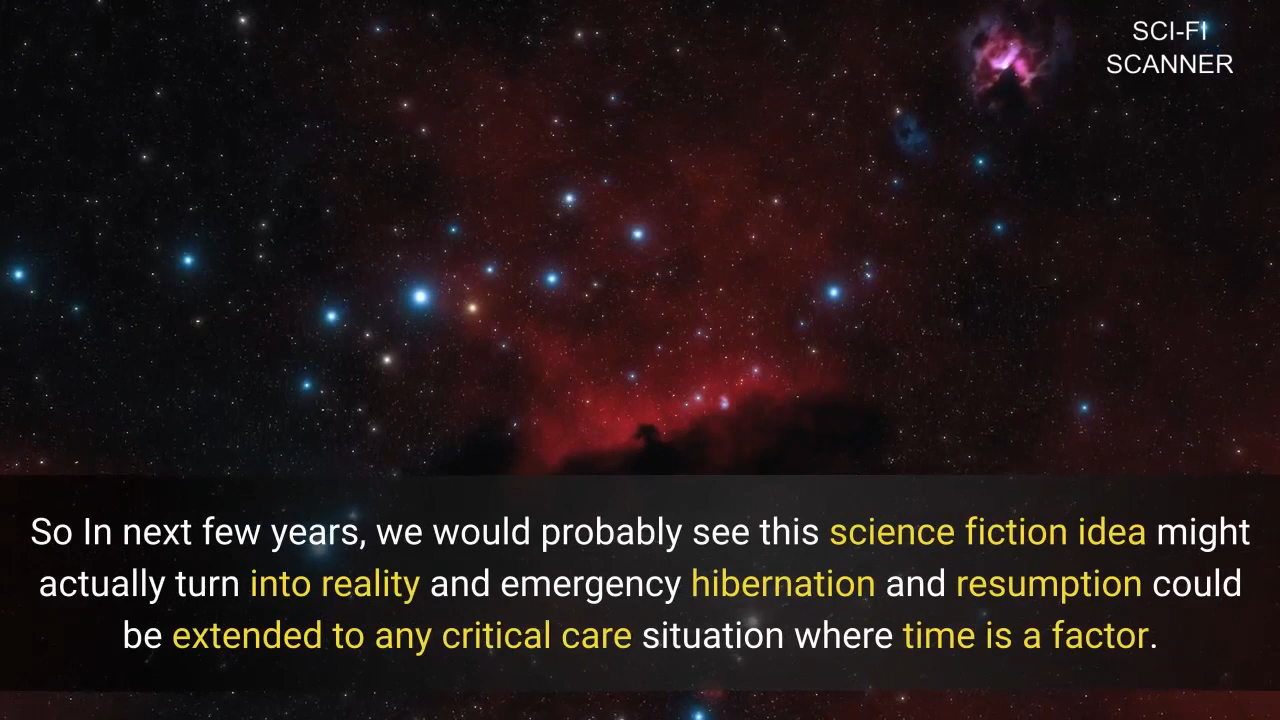 SCI-FI
SCANNER
So In next few years, we would probably see this science fiction idea might
actually turn into reality and emergency hibernation and resumption could
be extended to any critical care situation where time is a factor.